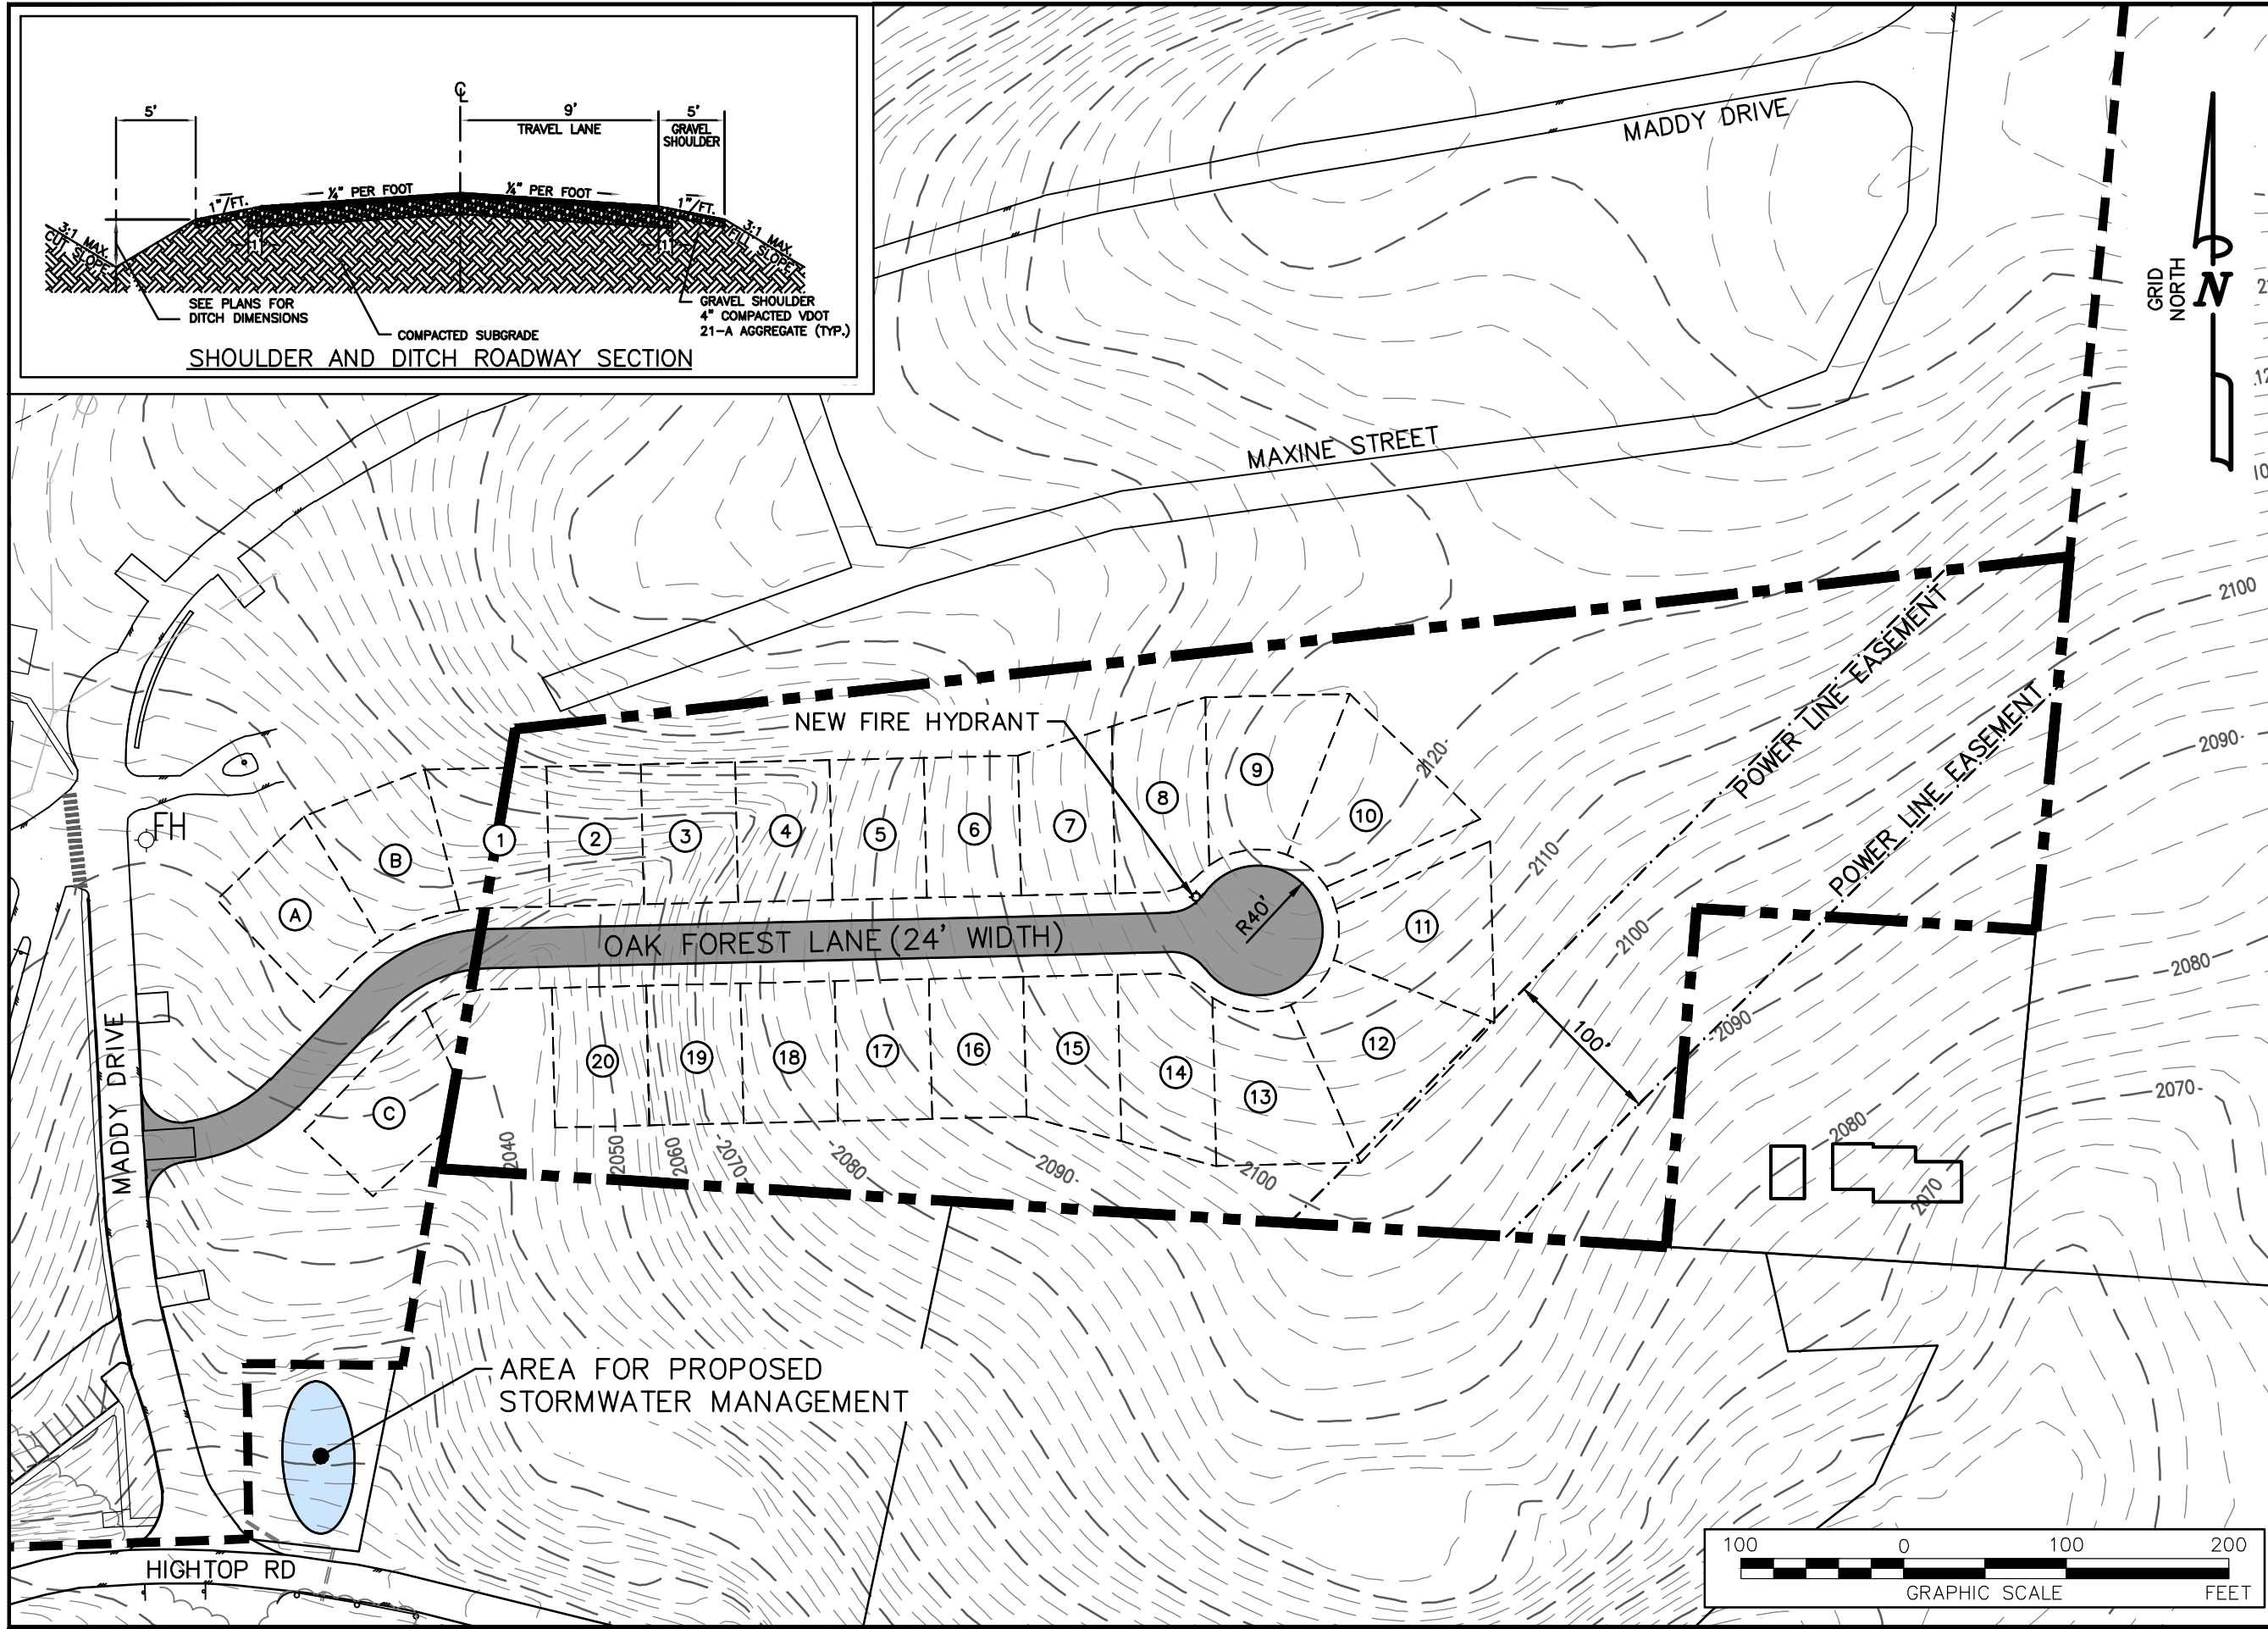 5'
℄
9'
TRAVEL LANE
5'
GRAVEL
SHOULDER
1"/FT.
¼" PER FOOT
¼" PER FOOT
1"/FT.
3:1 MAX.
CUT SLOPE
1'
1'
3:1 MAX.
FILL SLOPE
SEE PLANS FOR
DITCH DIMENSIONS
COMPACTED SUBGRADE
GRAVEL SHOULDER
4" COMPACTED VDOT
21-A AGGREGATE (TYP.)
SHOULDER AND DITCH ROADWAY SECTION
MADDY DRIVE
GRID
NORTH
N
MAXINE STREET
2100
POWER LINE EASEMENT
POWER LINE EASEMENT
NEW FIRE HYDRANT
2120
2090
FH
A
B
1
2
3
4
5
6
7
8
9
10
11
2110
2100
R40'
OAK FOREST LANE (24' WIDTH)
2080
2090
100'
MADDY DRIVE
C
20
19
18
17
16
15
14
13
12
2070
2080
2070
2040
2050
2060
2070
2080
2090
2100
AREA FOR PROPOSED
STORMWATER MANAGEMENT
HIGHTOP RD
100 0 100 200
GRAPHIC SCALE FEET